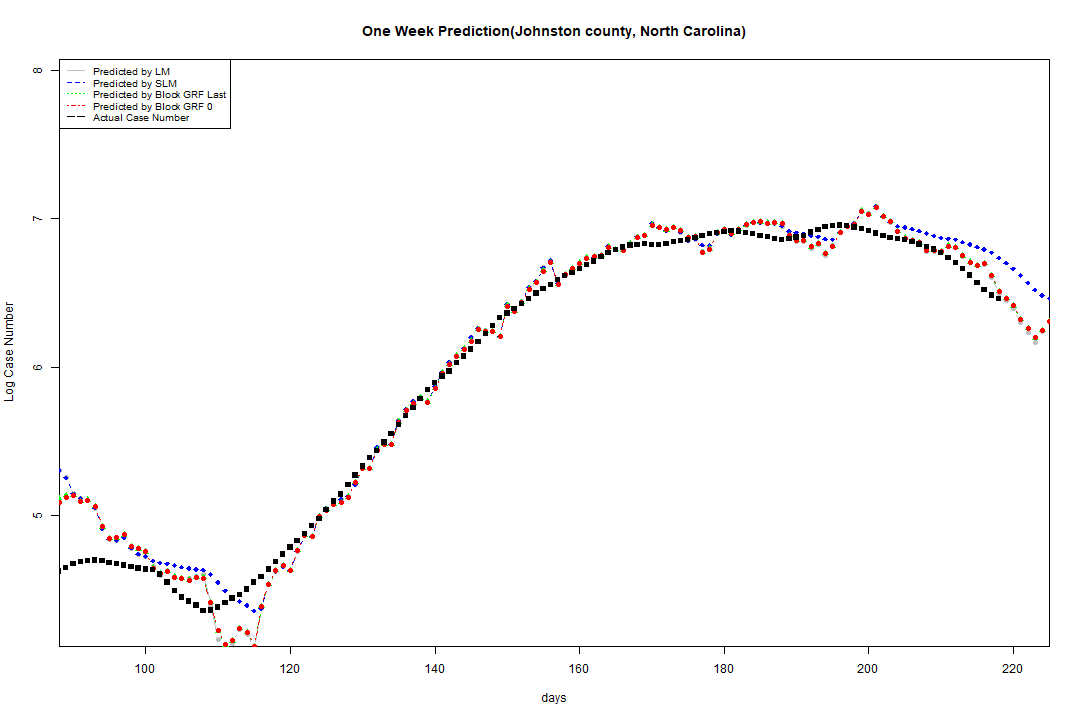 One Week Prediction(Johnston county, North Carolina)
Predicted by LM
Predicted by SLM
Predicted by Block GRF Last
Predicted by Block GRF 0
Actual Case Number
8
7
6
5
Log Case Number
100 120 140 160 180 200 220
days